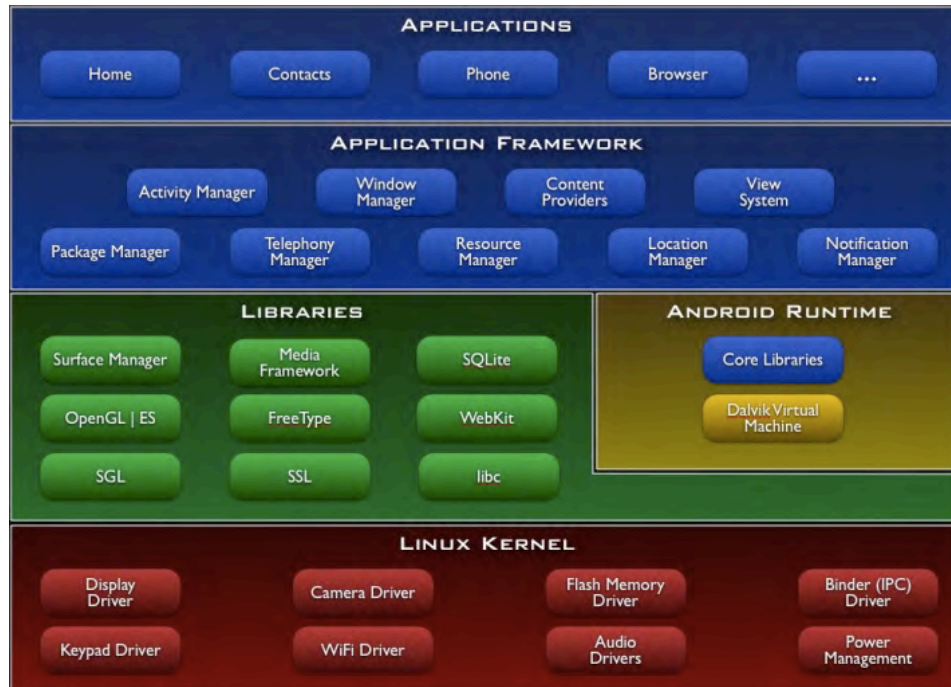 APPLICATIONS
Home
Contacts
Phone
Browser
...
APPLICATION FRAMEWORK
Activity Manager
Window
Manager
Content
Providers
View
System
Package Manager
Telephony
Manager
Resource
Manager
Location
Manager
Notification
Manager
LIBRARIES
Surface Manager
Media
Framework
SQLite
OpenGL | ES
FreeType
WebKit
SGL
SSL
libc
ANDROID RUNTIME
Core Libraries
Dalvik Virtual
Machine
LINUX KERNEL
Display
Driver
Camera Driver
Flash Memory
Driver
Binder (IPC)
Driver
Keypad Driver
WiFi Driver
Audio
Drivers
Power
Management